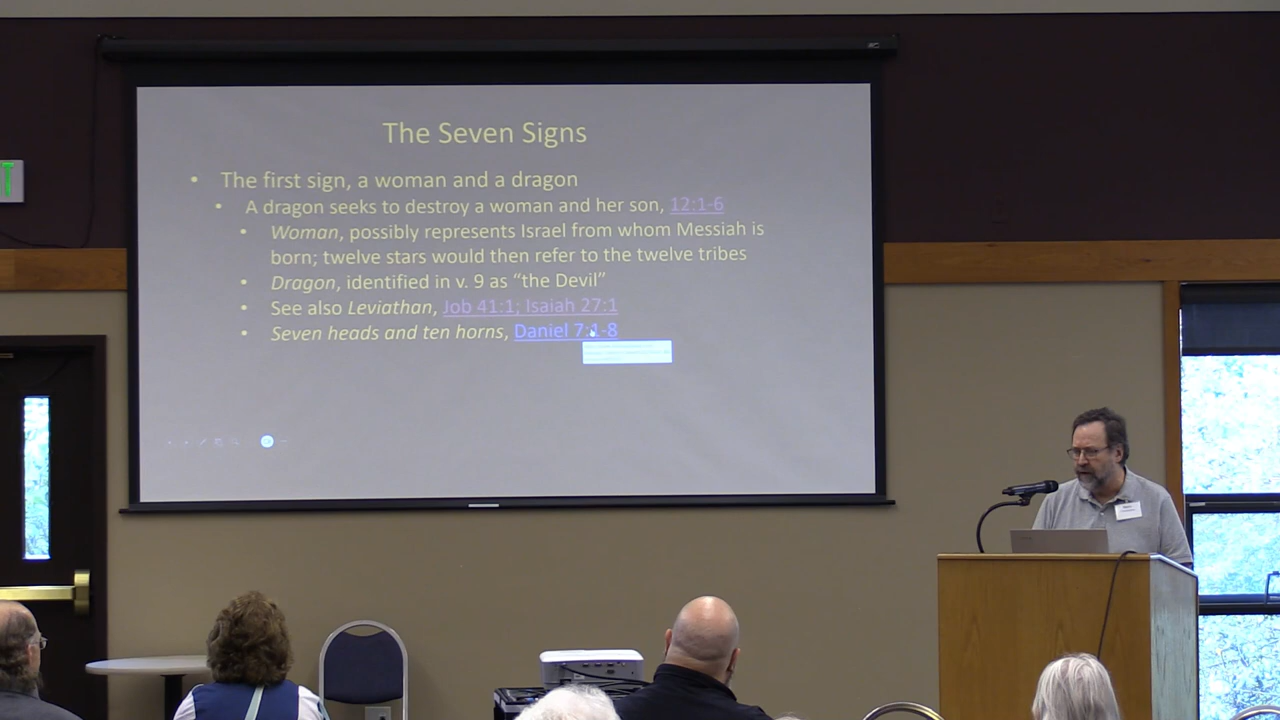 The Seven Signs
• The first sign, a woman and a dragon
• A dragon seeks to destroy a woman and her son, 12:1-6
• Woman, possibly represents Israel from whom Messiah is
born; twelve stars would then refer to the twelve tribes
• Dragon, identified in v. 9 as “the Devil”
• See also Leviathan, Job 41:1; Isaiah 27:1
• Seven heads and ten horns, Daniel 7:1-8